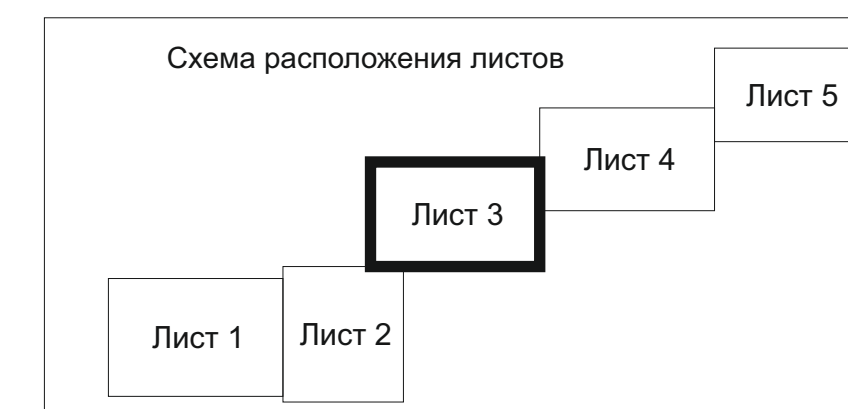 Схема расположения листов
Лист 5
Лист 4
Лист 3
Лист 1
Лист 2